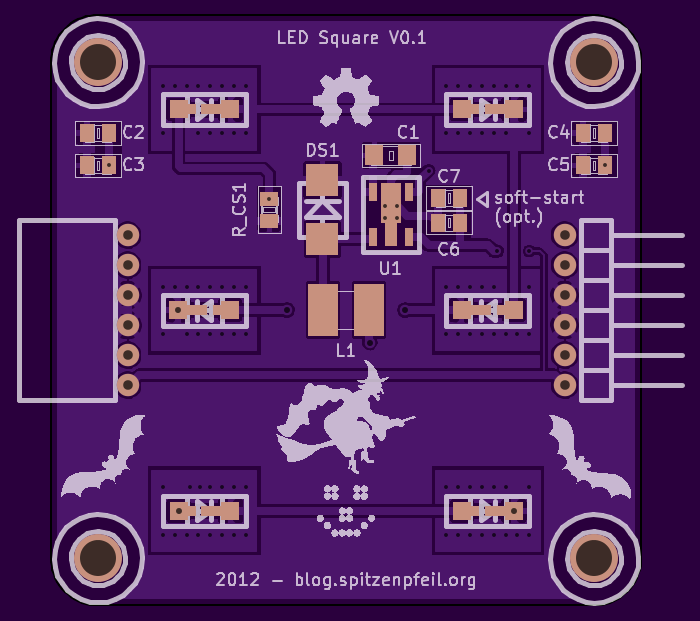 LED Square V0.1
C1
DS1
C2
C3
C4
C5
C7
soft-start
(opt.)
R_CS1
C6
U1
L1
2012 – blog.spitzenpfeil.org